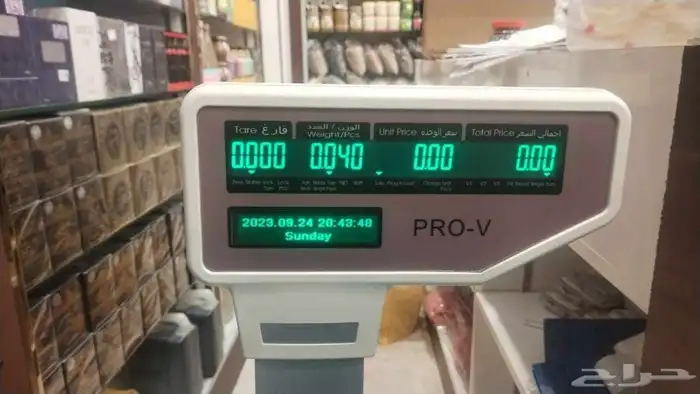 Tare فارغ
الوزن / العدد
Weight/Pcs
Unit Price سعر الوحدة
Total Price اجمالي السعر
0.000
0.040
0.00
0.00
2023.09.24 20:43:48
Sunday
PRO-V
حراج